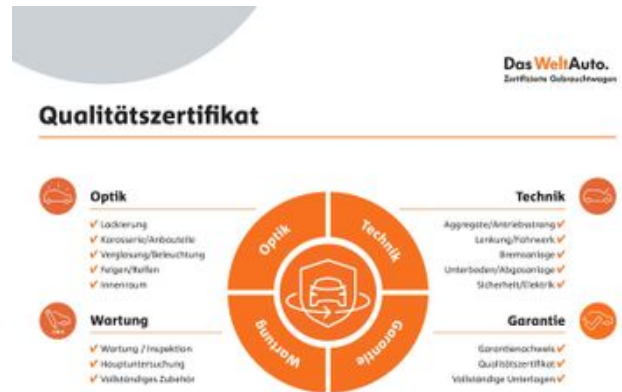 Das WeltAuto.
Zertifizierte Gebrauchtwagen
Qualitätszertifikat
Optik
✔ Lackierung
✔ Karosserie/Anbauteile
✔ Verglasung/Beleuchtung
✔ Felgen/Reifen
✔ Innenraum
Technik
Aggregate/Antriebsstrang ✔
Lenkung/Fahrwerk ✔
Bremsanlage ✔
Unterboden/Abgasanlage ✔
Sicherheit/Elektrik ✔
Optik
Technik
Wartung
Garantie
Wartung
✔ Wartung / Inspektion
✔ Hauptuntersuchung
✔ Vollständiges Zubehör
Garantie
Garantienachweis ✔
Qualitätszertifikat ✔
Vollständige Unterlagen ✔